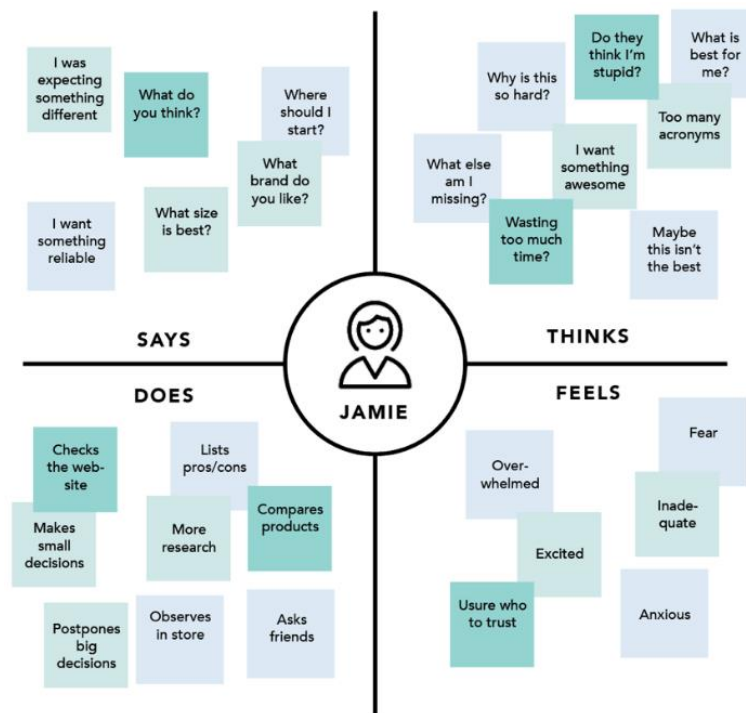 I was
expecting
something
different
What do
you think?
Where
should I
start?
What
brand do
you like?
I want
something
reliable
What size
is best?
SAYS
Why is this
so hard?
Do they
think I'm
stupid?
What is
best for
me?
Too many
acronyms
What else
am I
missing?
I want
something
awesome
Wasting
too much
time?
Maybe
this isn't
the best
THINKS
JAMIE
DOES
Checks
the web-
site
Lists
pros/cons
Makes
small
decisions
More
research
Compares
products
Postpones
big
decisions
Observes
in store
Asks
friends
FEELS
Over-
whelmed
Fear
Inade-
quate
Excited
Usure who
to trust
Anxious